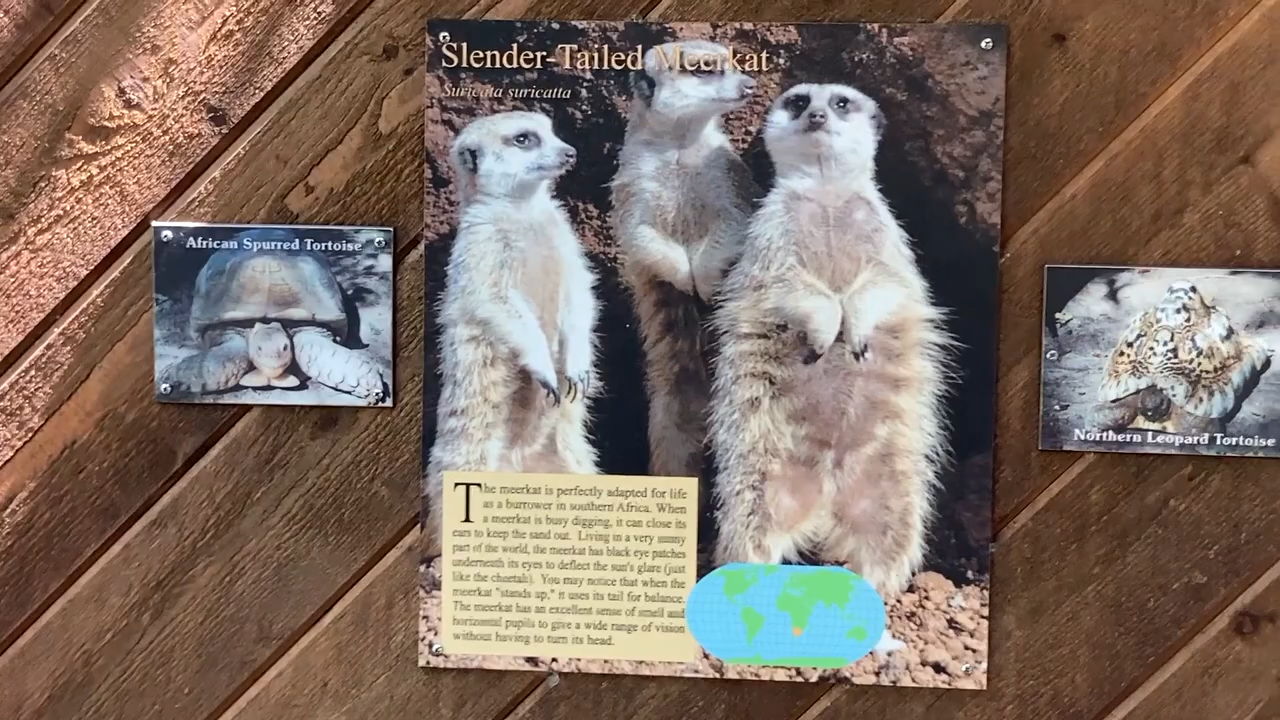 Slender-Tailed Meerkat
Suricata suricatta
African Spurred Tortoise
Northern Leopard Tortoise
The meerkat is perfectly adapted for life
as a burrower in southern Africa. When
a meerkat is busy digging, it can close its
ears to keep the sand out. Living in a very sunny
part of the world, the meerkat has black eye patches
underneath its eyes to deflect the sun's glare (just
like the cheetah). You may notice that when the
meerkat "stands up," it uses its tail for balance.
The meerkat has an excellent sense of smell and
horizontal pupils to give a wide range of vision
without having to turn its head.